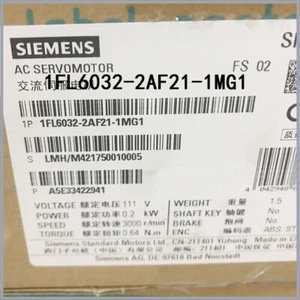 SIEMENS
AC SERVOMOTOR
FS 02
交流伺服电动机
1FL6032-2AF21-1MG1
1P 1FL6032-2AF21-1MG1
S LMH/M421750010005
P A5E33422941
VOLTAGE 额定电压 111 V
WEIGHT 重量 1.5
POWER 额定功率 0.2 kW
SHAFT KEY 轴键 No
SPEED 额定转速 3000 r/min
BRAKE 抱闸 No
TORQUE 额定扭矩 0.64 N.m
ENC. 编码器 ABS ST
Siemens Standard Motors Ltd., CN-211401 Yizheng
Siemens AG, DE-97616 Bad Neustadt